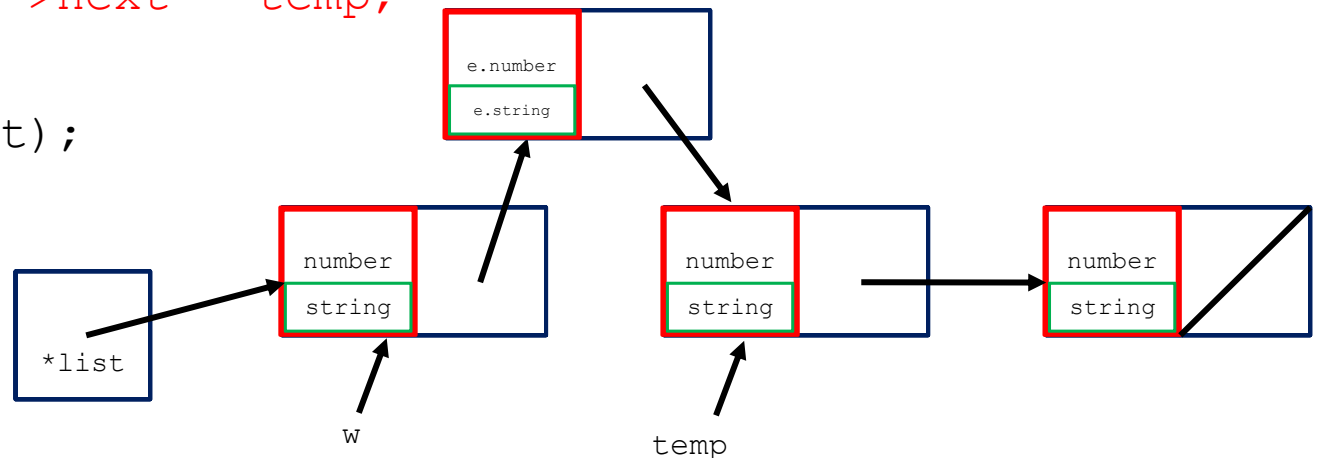 >next = temp;
t);
e.number
e.string
number
string
number
string
number
string
*list
w
temp